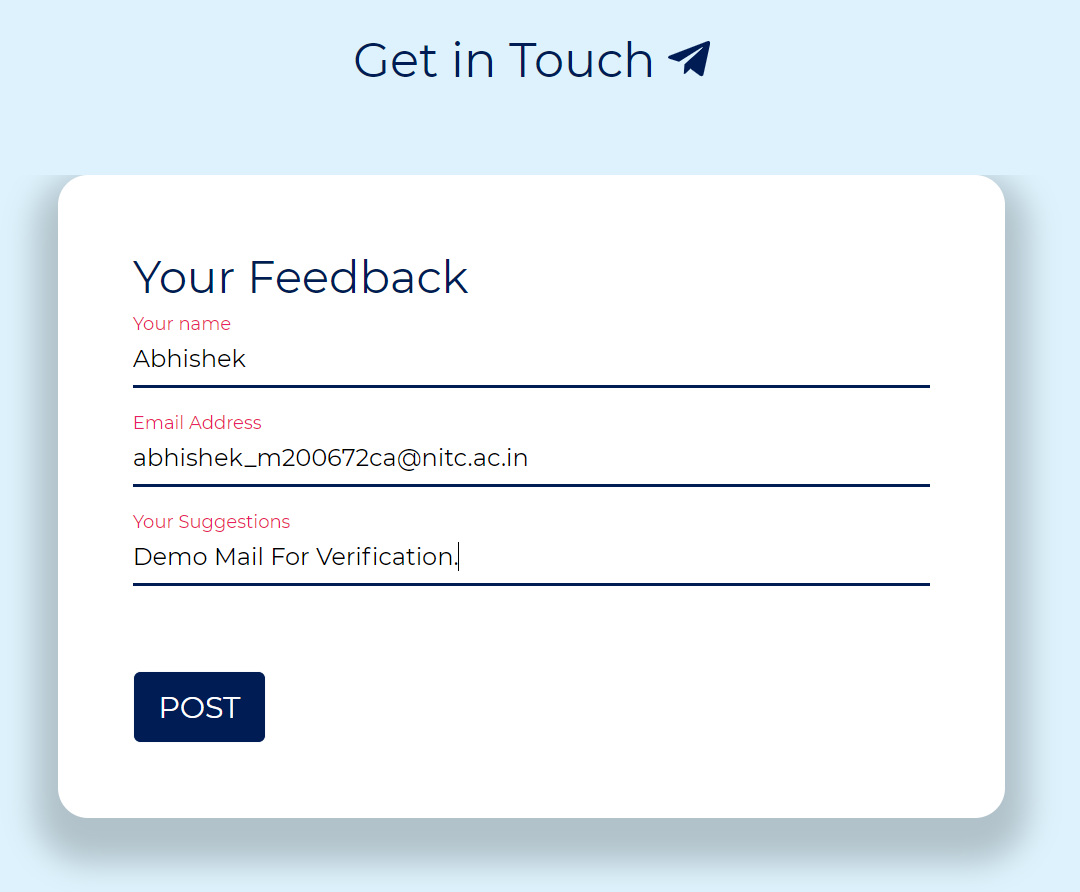 Get in Touch
Your Feedback
Your name
Abhishek
Email Address
abhishek_m200672ca@nitc.ac.in
Your Suggestions
Demo Mail For Verification.
POST